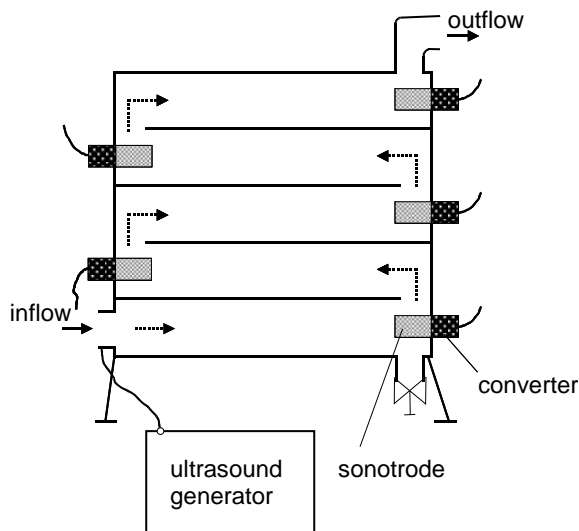 outflow
inflow
converter
ultrasound
generator
sonotrode